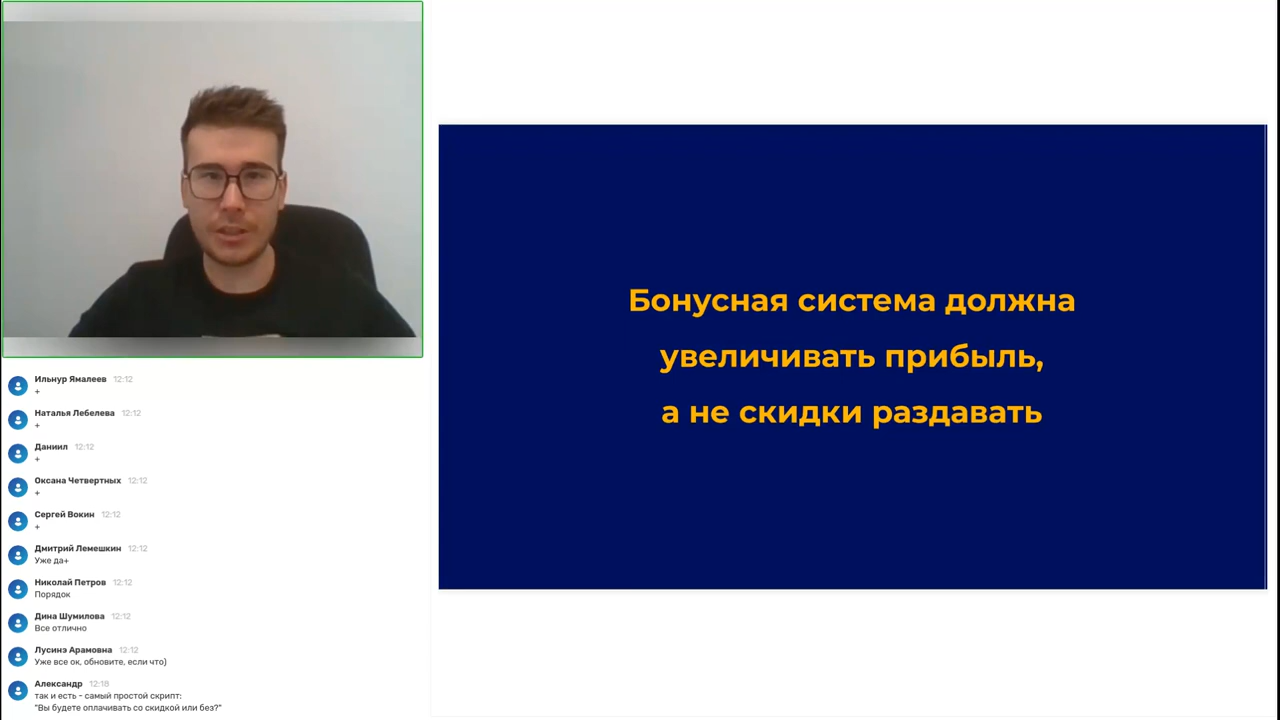 Бонусная система должна
увеличивать прибыль,
а не скидки раздавать
Ильнур Ямалеев 12:12
+
Наталья Лебелева 12:12
+
Даниил 12:12
+
Оксана Четвертных 12:12
+
Сергей Вокин 12:12
+
Дмитрий Лемешкин 12:12
Уже да+
Николай Петров 12:12
Порядок
Дина Шумилова 12:12
Все отлично
Лусинэ Арамовна 12:12
Уже все ок, обновите, если что)
Александр 12:18
так и есть - самый простой скрипт:
"Вы будете оплачивать со скидкой или без?"